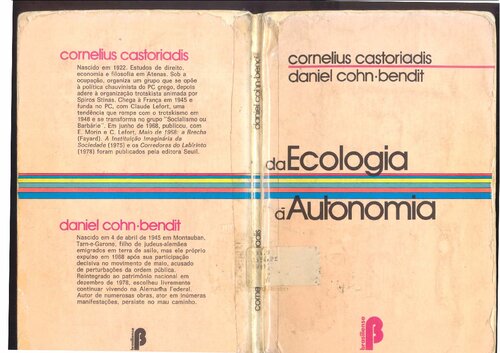 cornelius castoriadis
Nascido em 1922. Estudos de direito,
economia e filosofia em Atenas. Sob a
ocupação, organiza um grupo que se opõe
à política chauvinista do PC grego, depois
adere à organização trotskista animada por
Spiros Stinas. Chega à França em 1945 e
funda no PC, com Claude Lefort, uma
tendência que rompe com o trotskismo em
1948 e se transforma no grupo "Socialismo ou
Barbárie". Em junho de 1968, publicou, com
E. Morin e C. Lefort, Maio de 1968: a Brecha
(Fayard). A Instituição Imaginária da
Sociedade (1975) e os Corredores do Labirinto
(1978) foram publicados pela editora Seuil.
daniel cohn-bendit
Nascido em 4 de abril de 1945 em Montauban,
Tarn-e-Garone, filho de judeus-alemães
emigrados em terra de asilo, mas ele próprio
expulso em 1968 após sua participação
decisiva no movimento de maio, acusado
de perturbações da ordem pública.
Reintegrado ao patrimônio nacional em
dezembro de 1978, escolheu livremente
continuar vivendo na Alemanha Federal.
Autor de numerosas obras, ator em inúmeras
manifestações, persiste no mau caminho.
daniel cohn-bendit
corne
iadis
cornelius castoriadis
daniel cohn-bendit
da Ecologia
à Autonomia
brasiliense